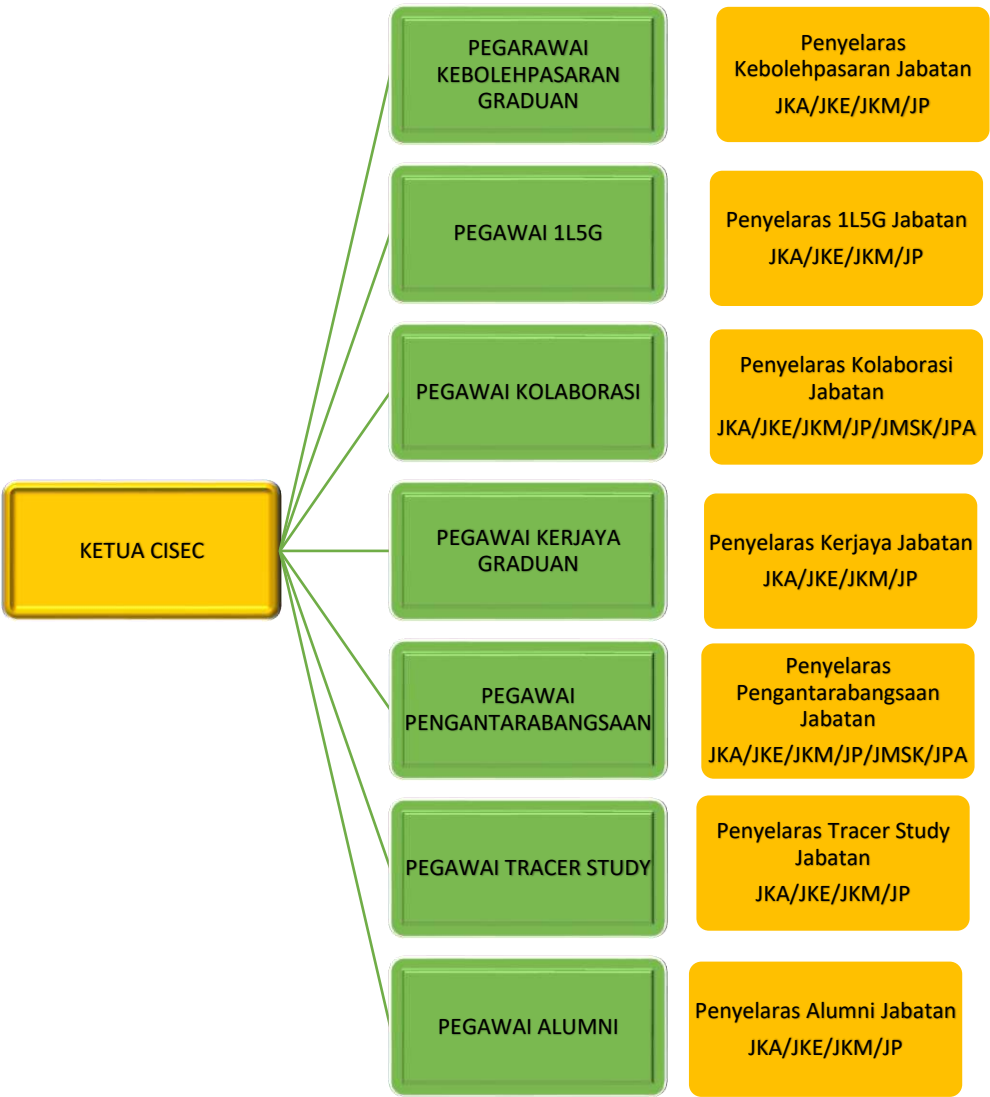 KETUA CISEC
PEGARAWAI
KEBOLEHPASARAN
GRADUAN
Penyelaras
Kebolehpasaran Jabatan
JKA/JKE/JKM/JP
PEGAWAI 1L5G
Penyelaras 1L5G Jabatan
JKA/JKE/JKM/JP
PEGAWAI KOLABORASI
Penyelaras Kolaborasi
Jabatan
JKA/JKE/JKM/JP/JMSK/JPA
PEGAWAI KERJAYA
GRADUAN
Penyelaras Kerjaya Jabatan
JKA/JKE/JKM/JP
PEGAWAI
PENGANTARABANGSAAN
Penyelaras
Pengantarabangsaan
Jabatan
JKA/JKE/JKM/JP/JMSK/JPA
PEGAWAI TRACER STUDY
Penyelaras Tracer Study
Jabatan
JKA/JKE/JKM/JP
PEGAWAI ALUMNI
Penyelaras Alumni Jabatan
JKA/JKE/JKM/JP